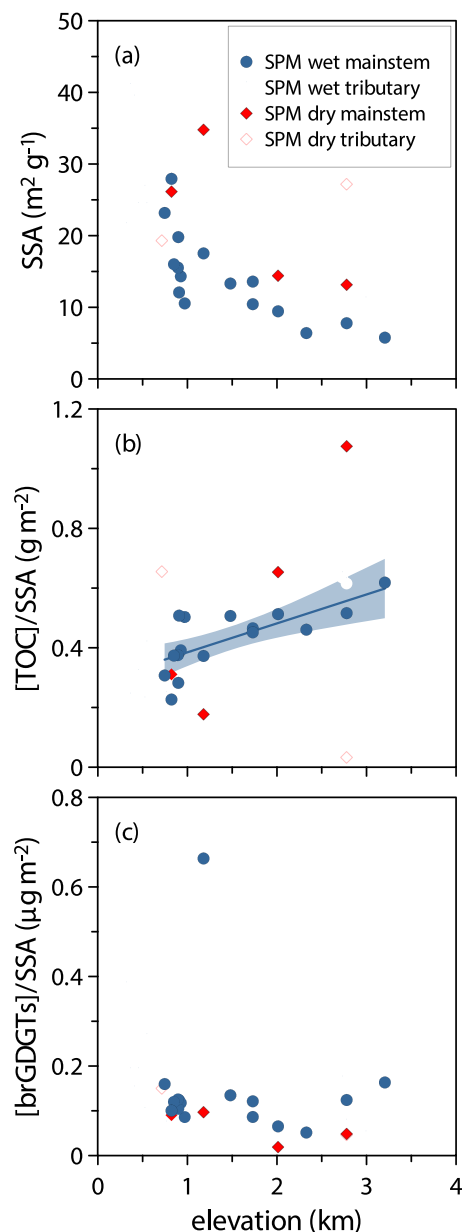 50
(a)
SPM wet mainstem
SPM wet tributary
SPM dry mainstem
SPM dry tributary
40
30
20
10
0
SSA (m² g⁻¹)
1.2
(b)
0.8
0.4
0
[TOC]/SSA (g m⁻²)
0.8
(c)
0.6
0.4
0.2
0
[brGDGTs]/SSA (μg m⁻²)
0 1 2 3 4
elevation (km)